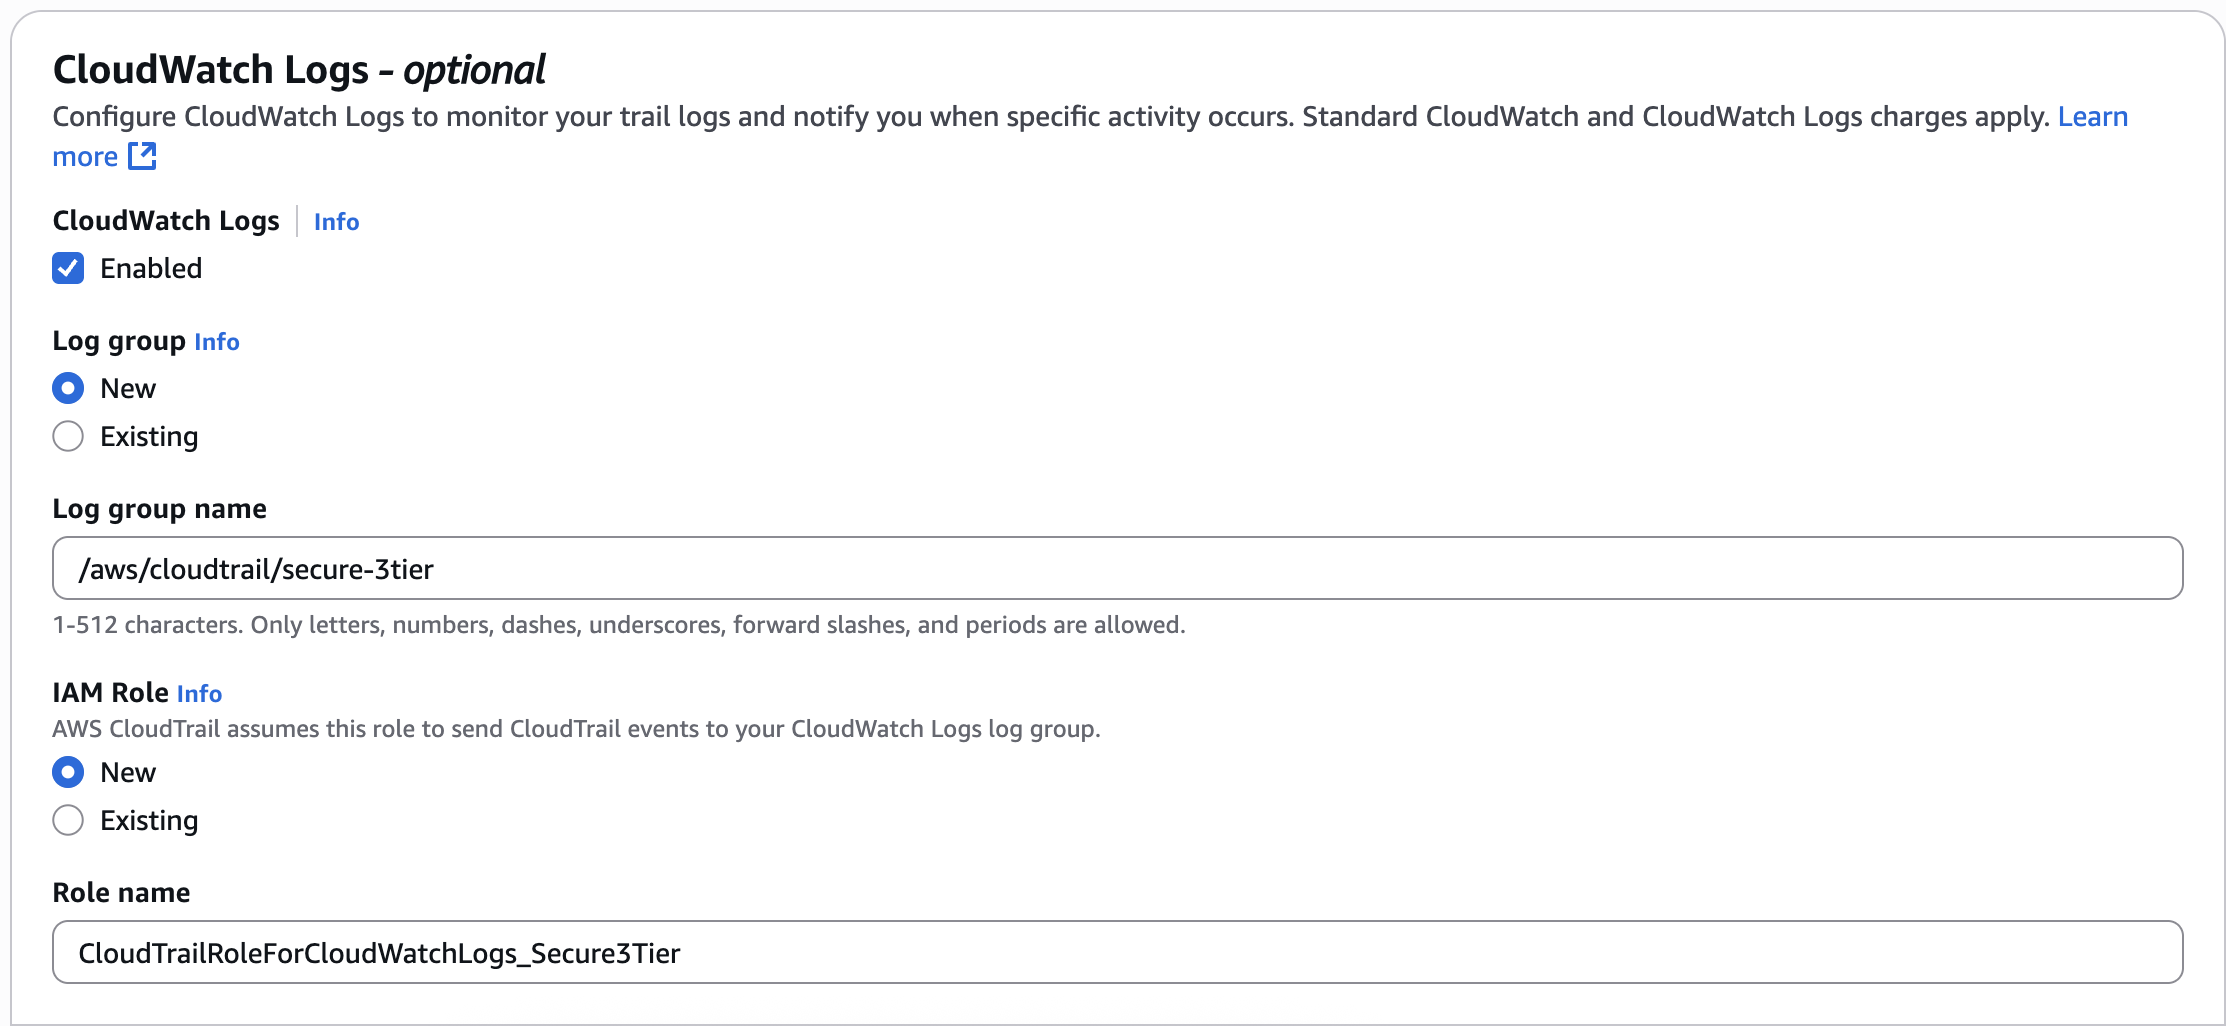 CloudWatch Logs - optional
Configure CloudWatch Logs to monitor your trail logs and notify you when specific activity occurs. Standard CloudWatch and CloudWatch Logs charges apply. Learn
more
CloudWatch Logs Info
Enabled
Log group Info
New
Existing
Log group name
/aws/cloudtrail/secure-3tier
1-512 characters. Only letters, numbers, dashes, underscores, forward slashes, and periods are allowed.
IAM Role Info
AWS CloudTrail assumes this role to send CloudTrail events to your CloudWatch Logs log group.
New
Existing
Role name
CloudTrailRoleForCloudWatchLogs_Secure3Tier